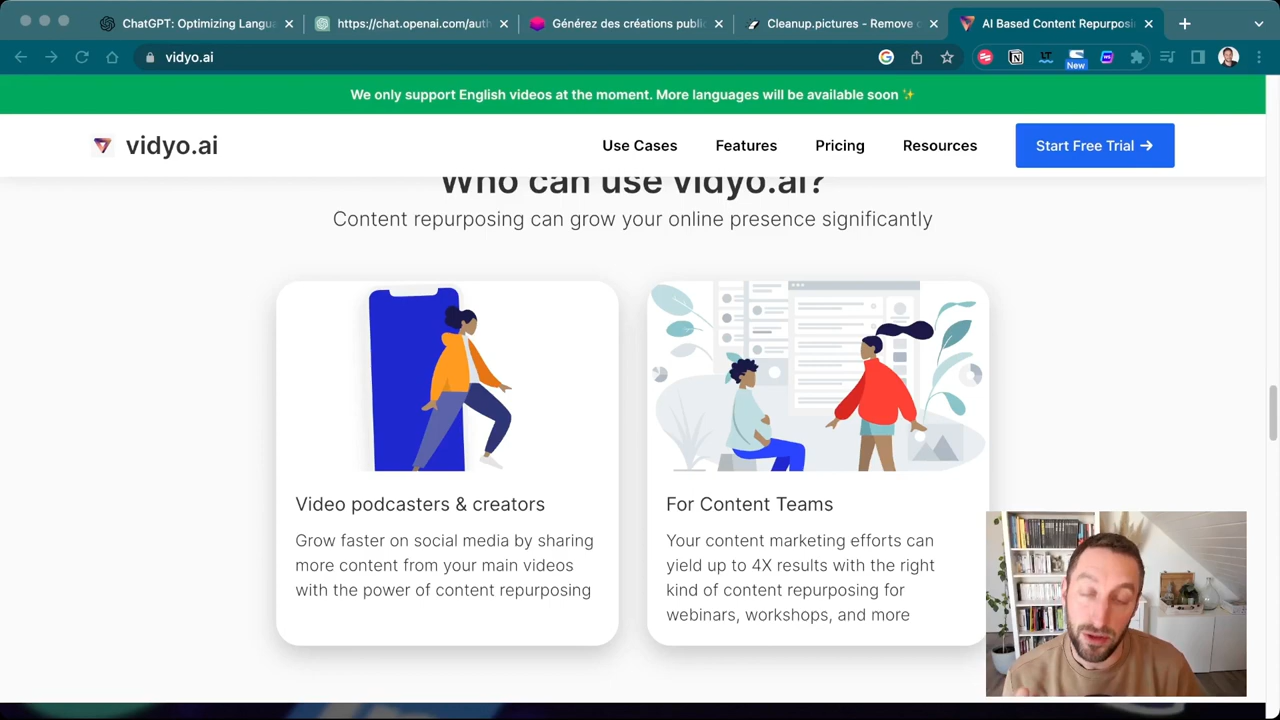 ChatGPT: Optimizing Langua
https://chat.openai.com/auth
Générez des créations public
Cleanup.pictures - Remove o
AI Based Content Repurposin
vidyo.ai
New
We only support English videos at the moment. More languages will be available soon ✨
vidyo.ai
Use Cases
Features
Pricing
Resources
Start Free Trial →
Who can use vidyo.ai?
Content repurposing can grow your online presence significantly
Video podcasters & creators
Grow faster on social media by sharing
more content from your main videos
with the power of content repurposing
For Content Teams
Your content marketing efforts can
yield up to 4X results with the right
kind of content repurposing for
webinars, workshops, and more